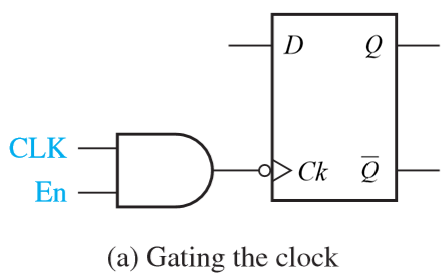 D Q
CLK
Ck Q̅
En
(a) Gating the clock